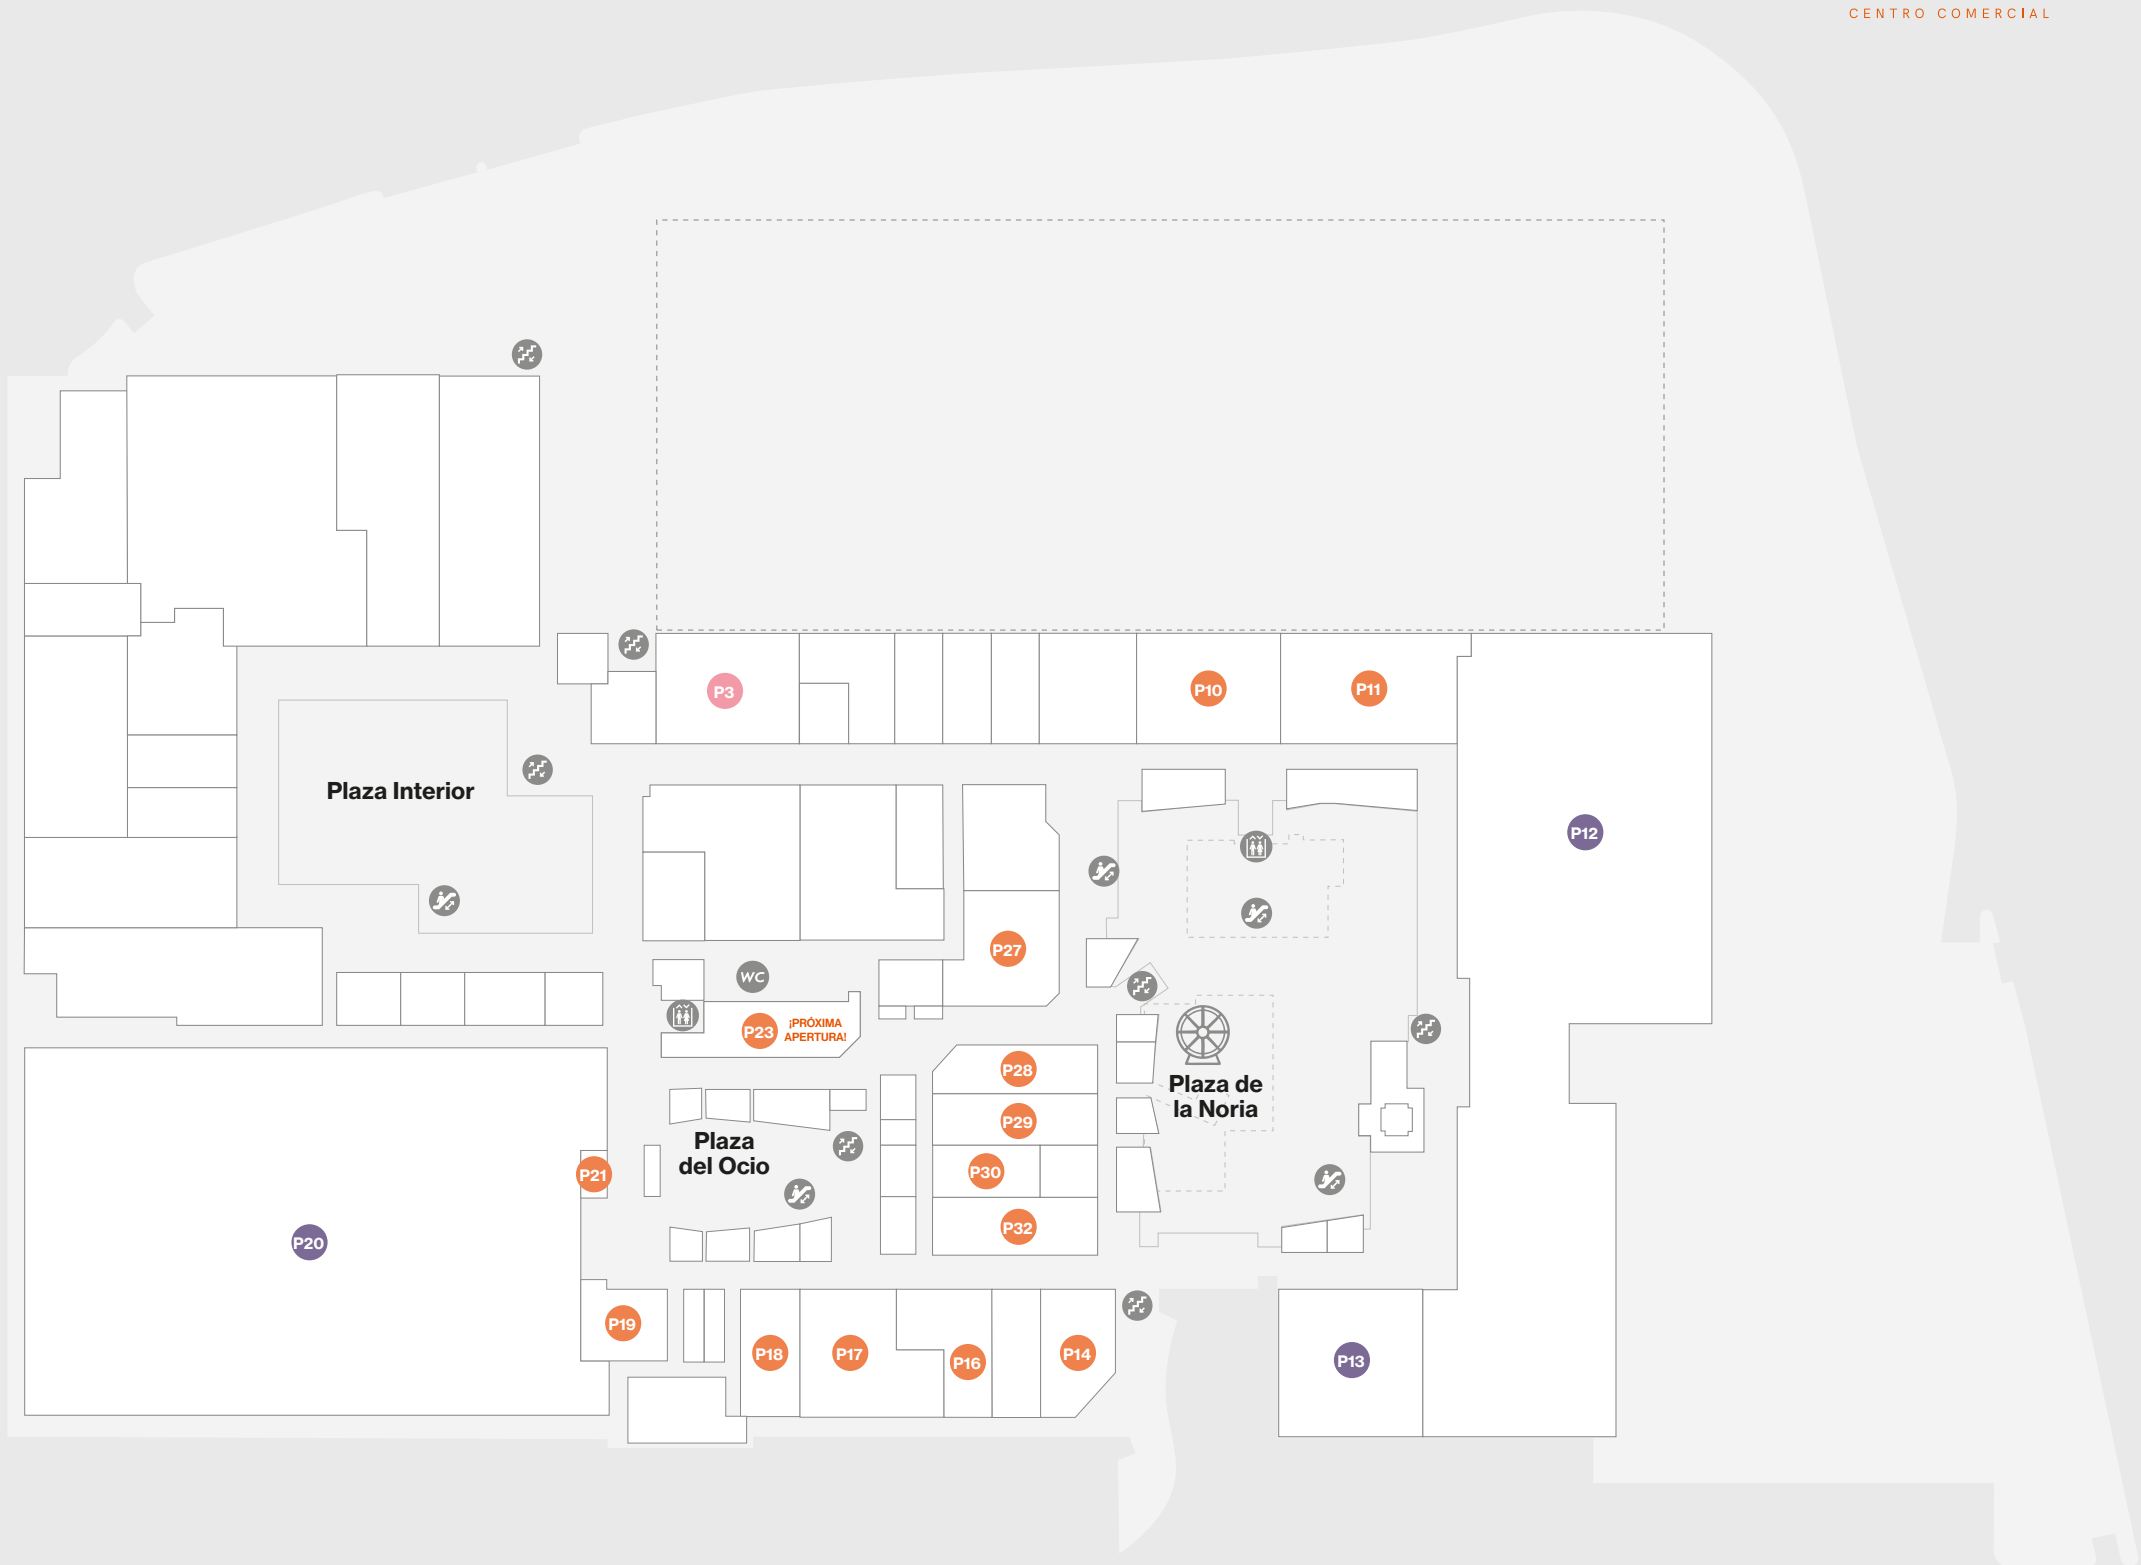 CENTRO COMERCIAL
P3
P10
P11
Plaza Interior
P12
P27
WC
P23
¡PRÓXIMA
APERTURA!
P28
Plaza de
la Noria
P29
Plaza
del Ocio
P21
P30
P32
P20
P19
P18
P17
P16
P14
P13